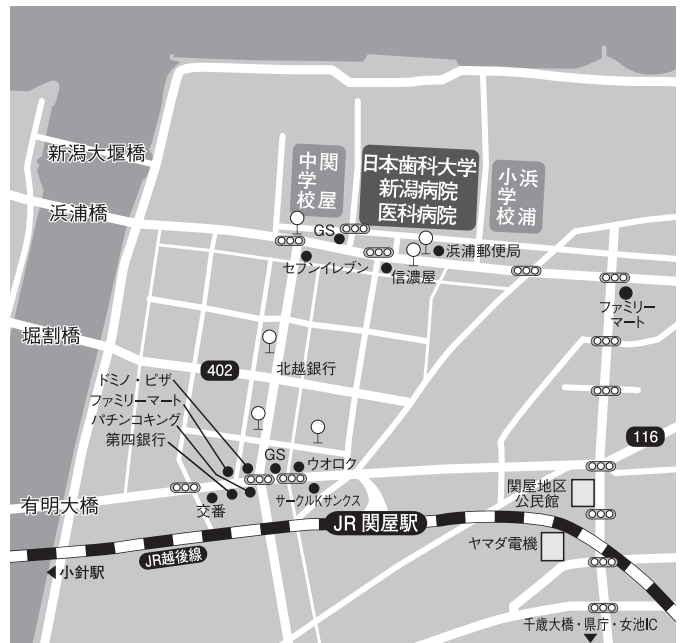 新潟大堰橋
浜浦橋
関屋
中学校
日本歯科大学
新潟病院
医科病院
浜浦
小学校
GS
セブンイレブン
信濃屋
浜浦郵便局
ファミリー
マート
堀割橋
402
北越銀行
ドミノ・ピザ
ファミリーマート
パチンコキング
第四銀行
116
GS
ウオロク
サークルKサンクス
交番
有明大橋
関屋地区
公民館
JR 関屋駅
ヤマダ電機
JR越後線
小針駅
千歳大橋・県庁・女池IC